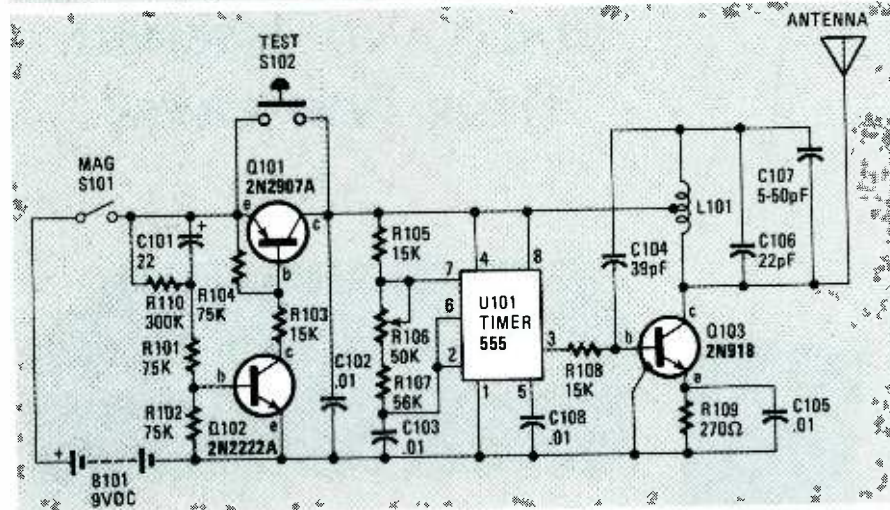 ANTENNA
TEST
S102
MAG
S101
Q101
2N2907A
e
c
b
C101
22
+
R110
300K
R104
75K
R103
15K
R101
75K
R102
75K
b
c
e
Q102
2N2222A
C102
.01
R105
15K
R106
50K
R107
56K
C103
.01
4
8
7
6
2
3
1
5
U101
TIMER
555
R108
15K
C108
.01
C104
39pF
L101
C107
5-50pF
C106
22pF
c
b
e
Q103
2N918
R109
270Ω
C105
.01
+
B101
9VDC